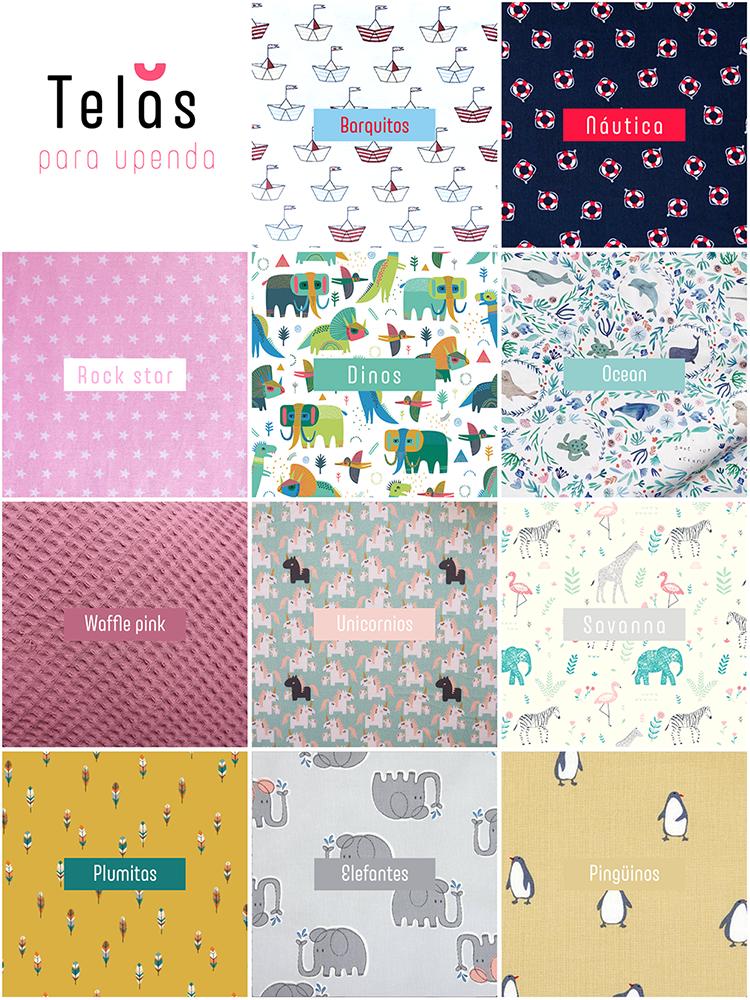 Telas
para upenda
Barquitos
Náutica
Rock star
Dinos
Ocean
Waffle pink
Unicornios
Savanna
Plumitas
Elefantes
Pingüinos